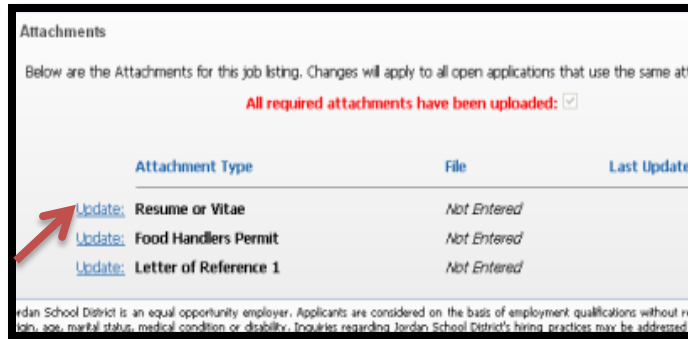 Attachments
Below are the Attachments for this job listing. Changes will apply to all open applications that use the same att
All required attachments have been uploaded:
Attachment Type File Last Update
Update: Resume or Vitae Not Entered
Update: Food Handlers Permit Not Entered
Update: Letter of Reference 1 Not Entered
rdan School District is an equal opportunity employer. Applicants are considered on the basis of employment qualifications without r
igin, age, marital status, medical condition or disability. Inquiries regarding Jordan School District's hiring practices may be addressed